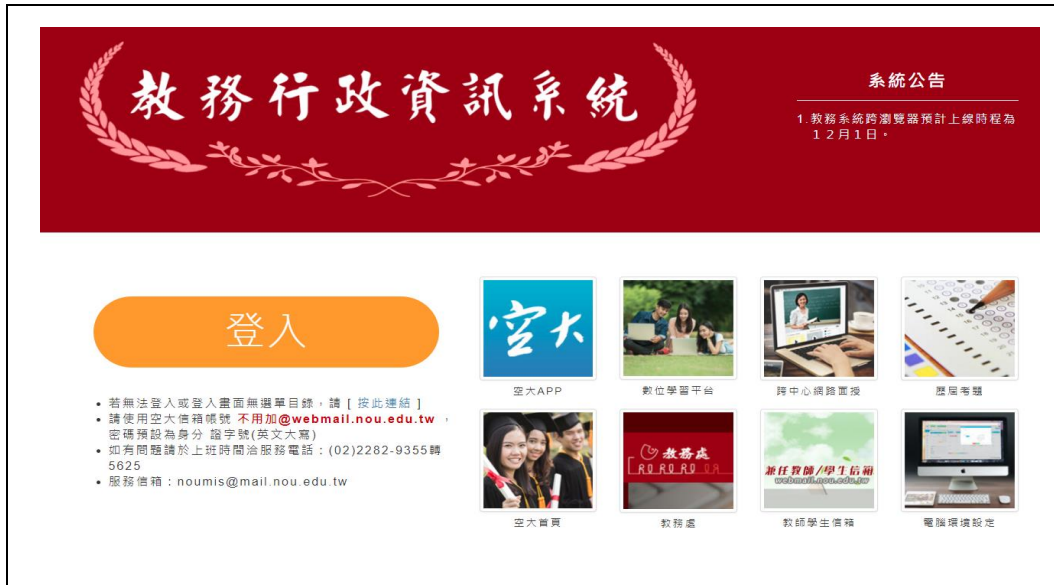 教務行政資訊系統
系統公告
1.教務系統跨瀏覽器預計上線時程為
１２月１日。
登入
空大
空大APP
數位學習平台
跨中心網路面授
歷屆考題
若無法登入或登入畫面無選單目錄，請 [ 按此連結 ]
請使用空大信箱帳號 不用加@webmail.nou.edu.tw ，
密碼預設為身分 證字號(英文大寫)
如有問題請於上班時間洽服務電話：(02)2282-9355轉
5625
服務信箱：noumis@mail.nou.edu.tw
教務處
兼任教師/學生信箱
webmail.nou.edu.tw
空大首頁
教務處
教師學生信箱
電腦環境設定